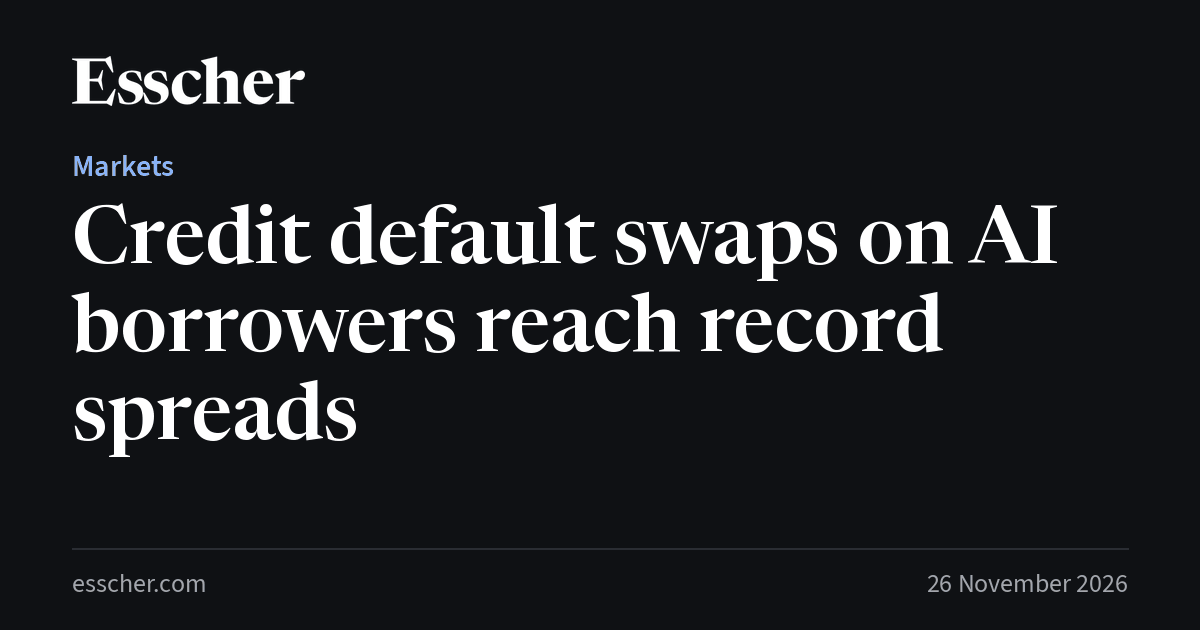 Esscher
Markets
Credit default swaps on AI
borrowers reach record
spreads
esscher.com
26 November 2026